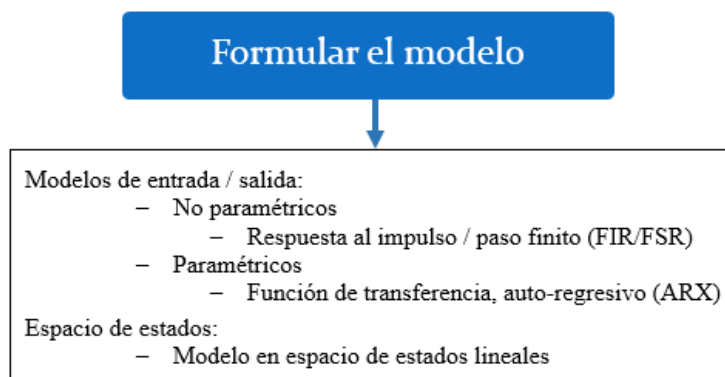 Formular el modelo
Modelos de entrada / salida:
– No paramétricos
– Respuesta al impulso / paso finito (FIR/FSR)
– Paramétricos
– Función de transferencia, auto-regresivo (ARX)
Espacio de estados:
– Modelo en espacio de estados lineales